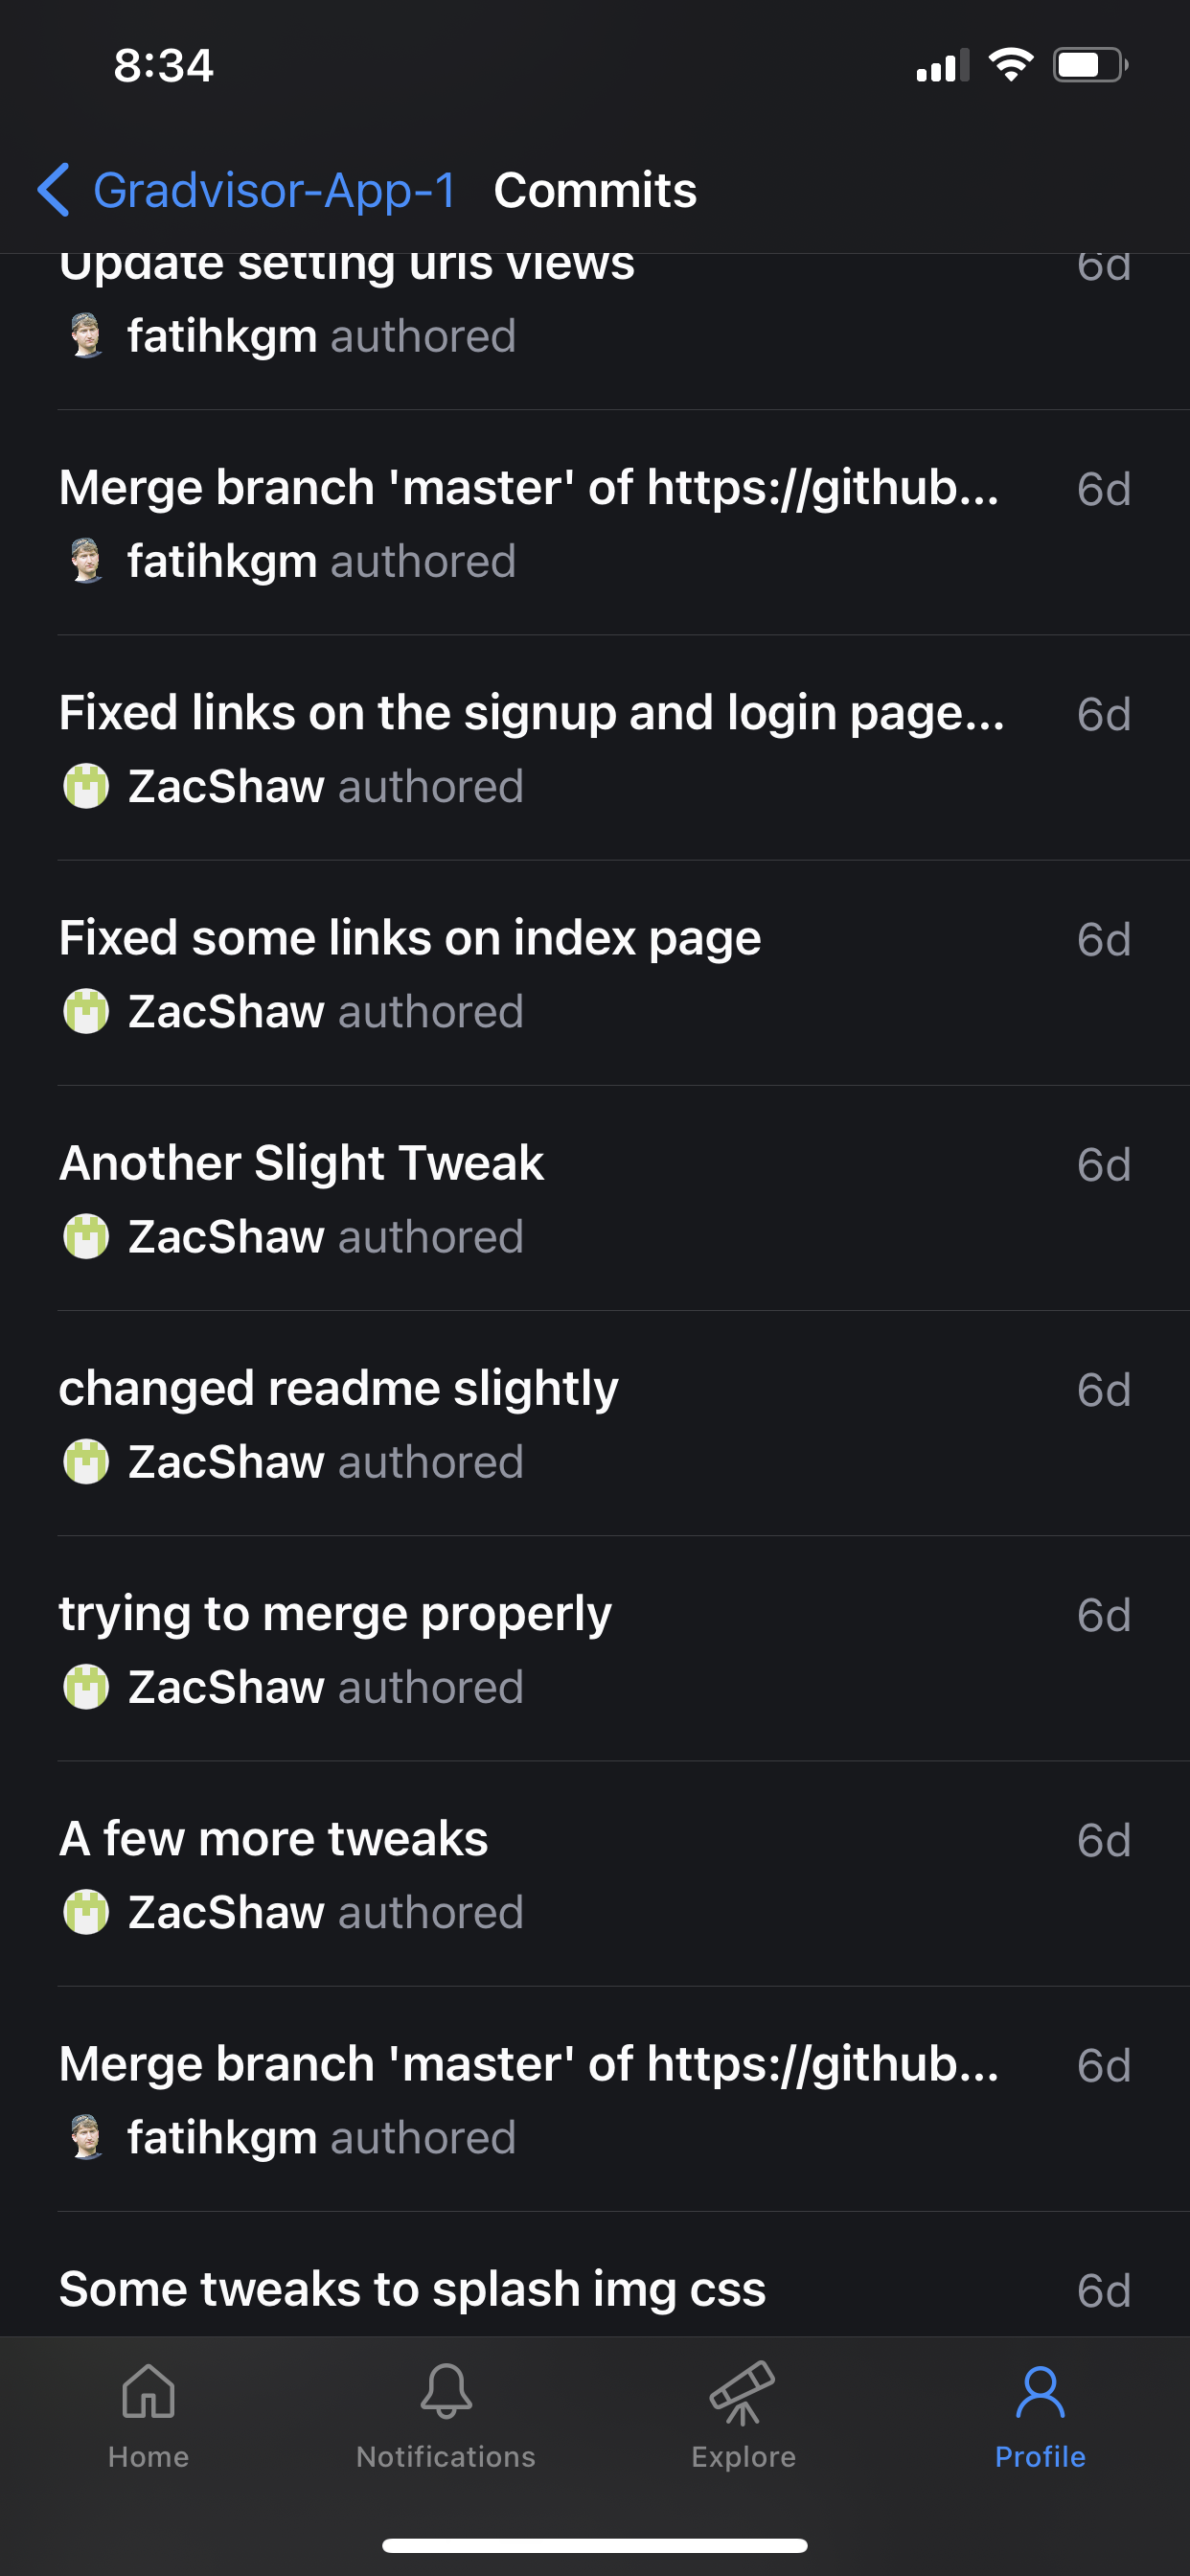 8:34
Gradvisor-App-1 Commits
Update setting urls views 6d
fatihkgm authored
Merge branch 'master' of https://github... 6d
fatihkgm authored
Fixed links on the signup and login page... 6d
ZacShaw authored
Fixed some links on index page 6d
ZacShaw authored
Another Slight Tweak 6d
ZacShaw authored
changed readme slightly 6d
ZacShaw authored
trying to merge properly 6d
ZacShaw authored
A few more tweaks 6d
ZacShaw authored
Merge branch 'master' of https://github... 6d
fatihkgm authored
Some tweaks to splash img css 6d
Home Notifications Explore Profile